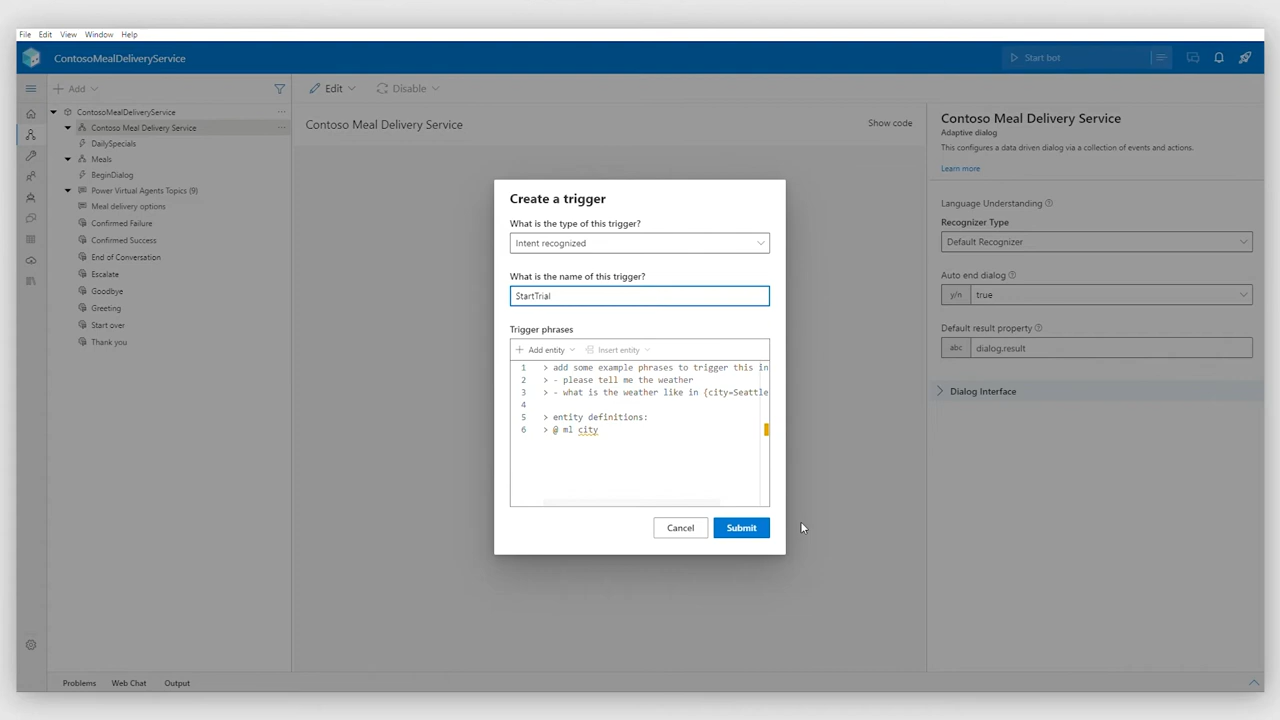 File Edit View Window Help
ContosoMealDeliveryService
Start bot
Add
Edit
Disable
ContosoMealDeliveryService
Contoso Meal Delivery Service
DailySpecials
Meals
BeginDialog
Power Virtual Agents Topics (9)
Meal delivery options
Confirmed Failure
Confirmed Success
End of Conversation
Escalate
Goodbye
Greeting
Start over
Thank you
Contoso Meal Delivery Service
Show code
Create a trigger
What is the type of this trigger?
Intent recognized
What is the name of this trigger?
StartTrial
Trigger phrases
Add entity
Insert entity
1 > add some example phrases to trigger this in
2 > - please tell me the weather
3 > - what is the weather like in {city=Seattle
4
5 > entity definitions:
6 > @ ml city
Cancel
Submit
Contoso Meal Delivery Service
Adaptive dialog
This configures a data driven dialog via a collection of events and actions.
Learn more
Language Understanding
Recognizer Type
Default Recognizer
Auto end dialog
y/n true
Default result property
abc dialog.result
Dialog Interface
Problems Web Chat Output